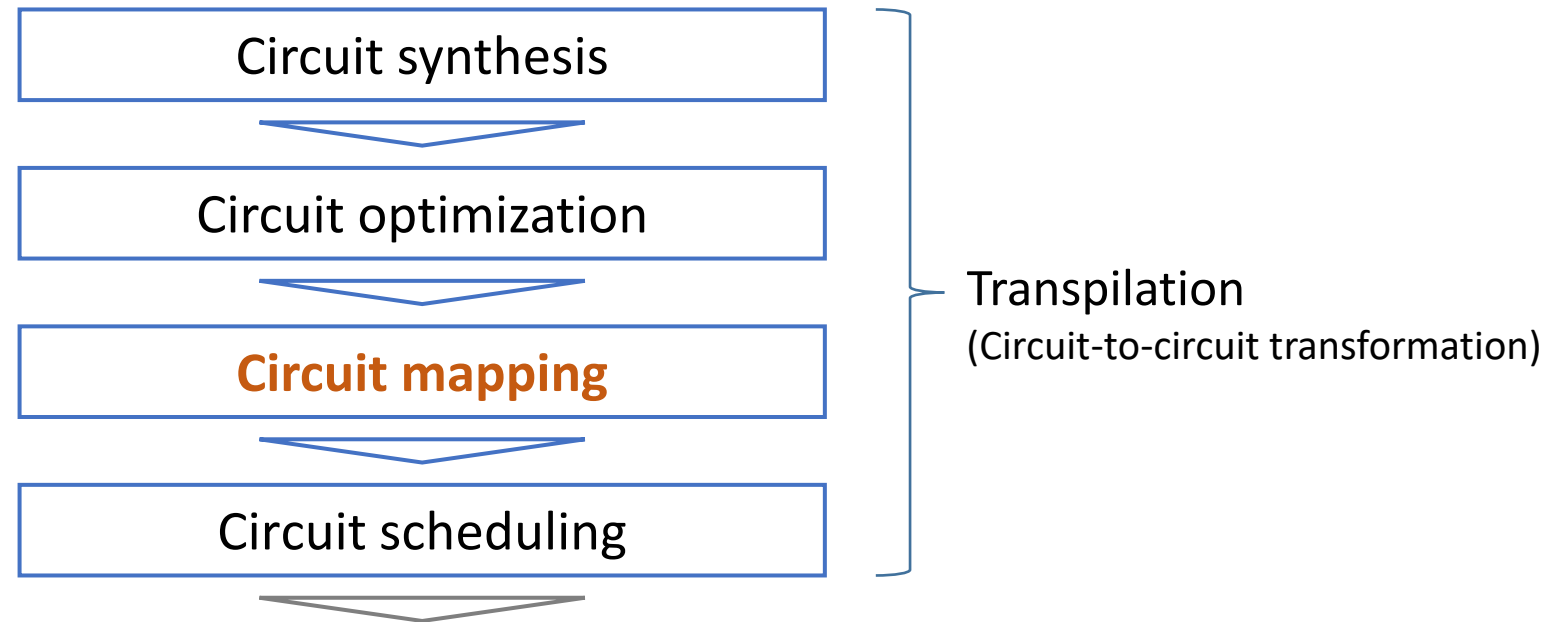 Circuit synthesis
Circuit optimization
Circuit mapping
Circuit scheduling
Transpilation
(Circuit-to-circuit transformation)